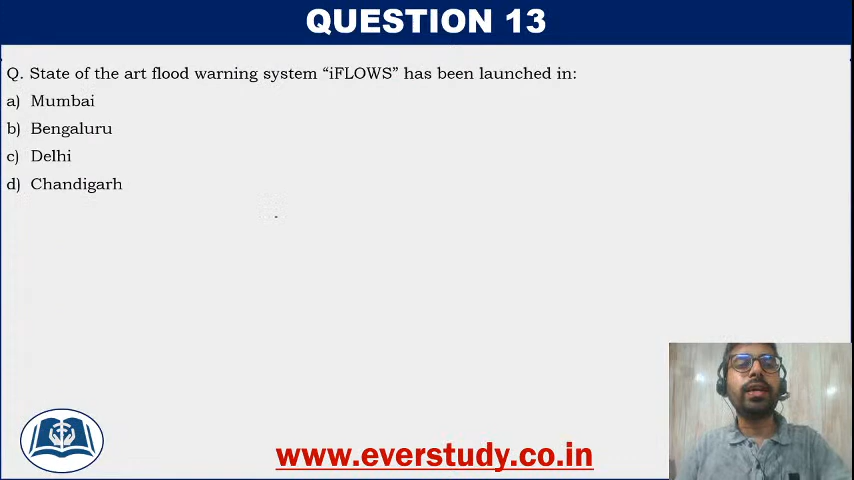 QUESTION 13
Q. State of the art flood warning system “iFLOWS” has been launched in:
a) Mumbai
b) Bengaluru
c) Delhi
d) Chandigarh
www.everstudy.co.in